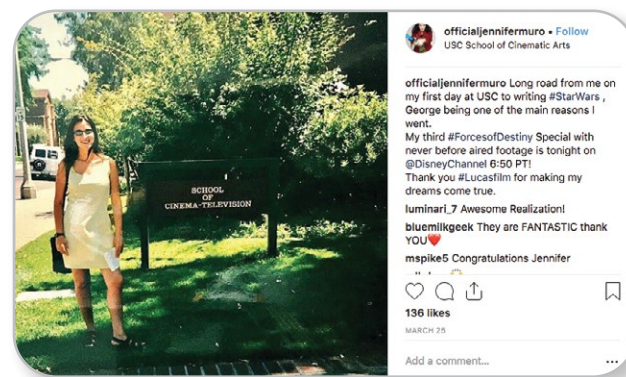 SCHOOL
OF
CINEMA-TELEVISION
officialjennifermuro • Follow
USC School of Cinematic Arts
officialjennifermuro Long road from me on
my first day at USC to writing #StarWars ,
George being one of the main reasons I
went.
My third #ForcesofDestiny Special with
never before aired footage is tonight on
@DisneyChannel 6:50 PT!
Thank you #Lucasfilm for making my
dreams come true.
luminari_7 Awesome Realization!
bluemilkgeek They are FANTASTIC thank
YOU❤️
mspike5 Congratulations Jennifer
136 likes
MARCH 25
Add a comment...